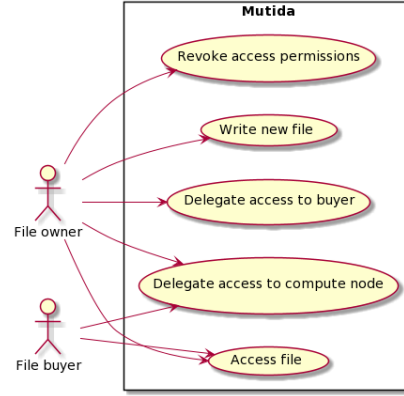 Mutida
Revoke access permissions
Write new file
Delegate access to buyer
File owner
Delegate access to compute node
File buyer
Access file